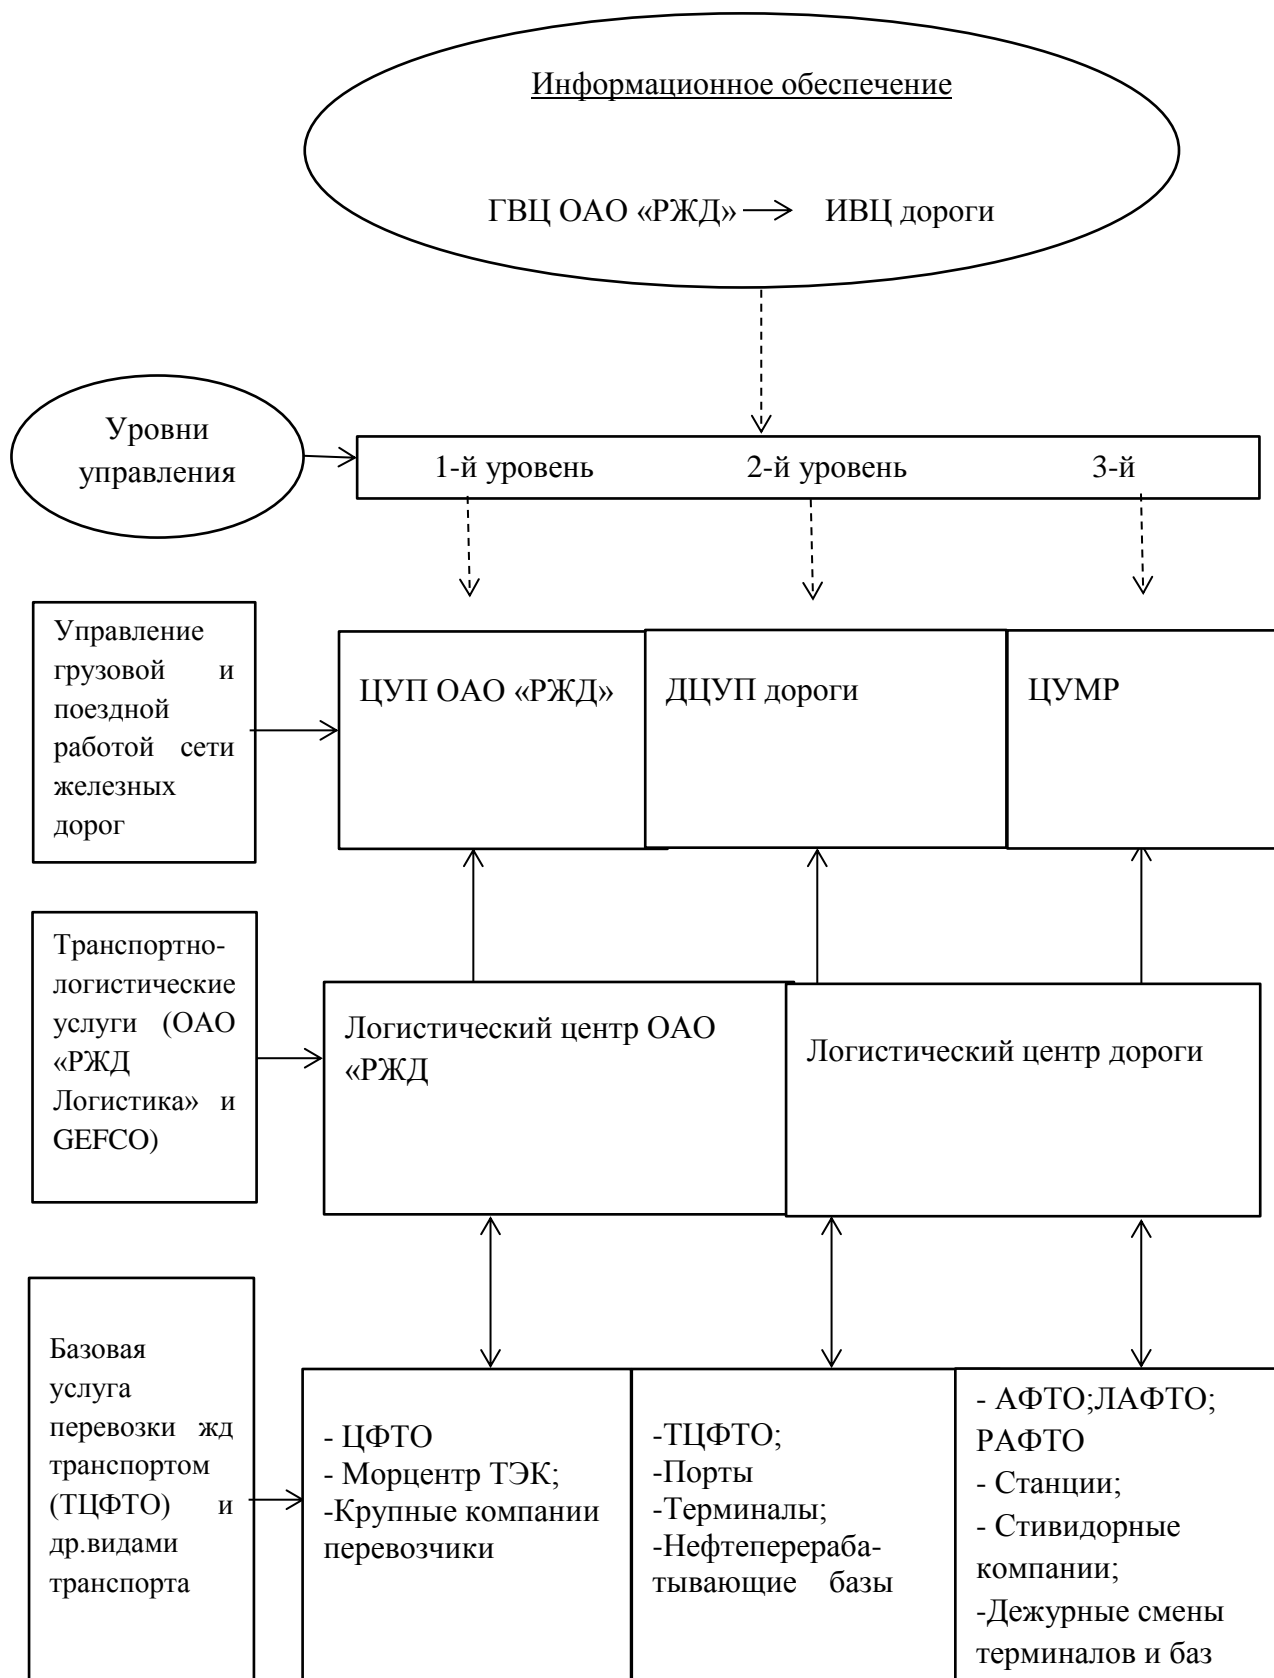 Информационное обеспечение
ГВЦ ОАО «РЖД» ИВЦ дороги
Уровни
управления
1-й уровень 2-й уровень 3-й
Управление
грузовой и
поездной
работой сети
железных
дорог
ЦУП ОАО «РЖД»
ДЦУП дороги
ЦУМР
Транспортно-
логистические
услуги (ОАО
«РЖД
Логистика» и
GEFCO)
Логистический центр ОАО
«РЖД
Логистический центр дороги
Базовая
услуга
перевозки жд
транспортом
(ТЦФТО) и
др.видами
транспорта
- ЦФТО
- Морцентр ТЭК;
-Крупные компании
перевозчики
-ТЦФТО;
-Порты
-Терминалы;
-Нефтеперераба-
тывающие базы
- АФТО;ЛАФТО;
РАФТО
- Станции;
- Стивидорные
компании;
-Дежурные смены
терминалов и баз